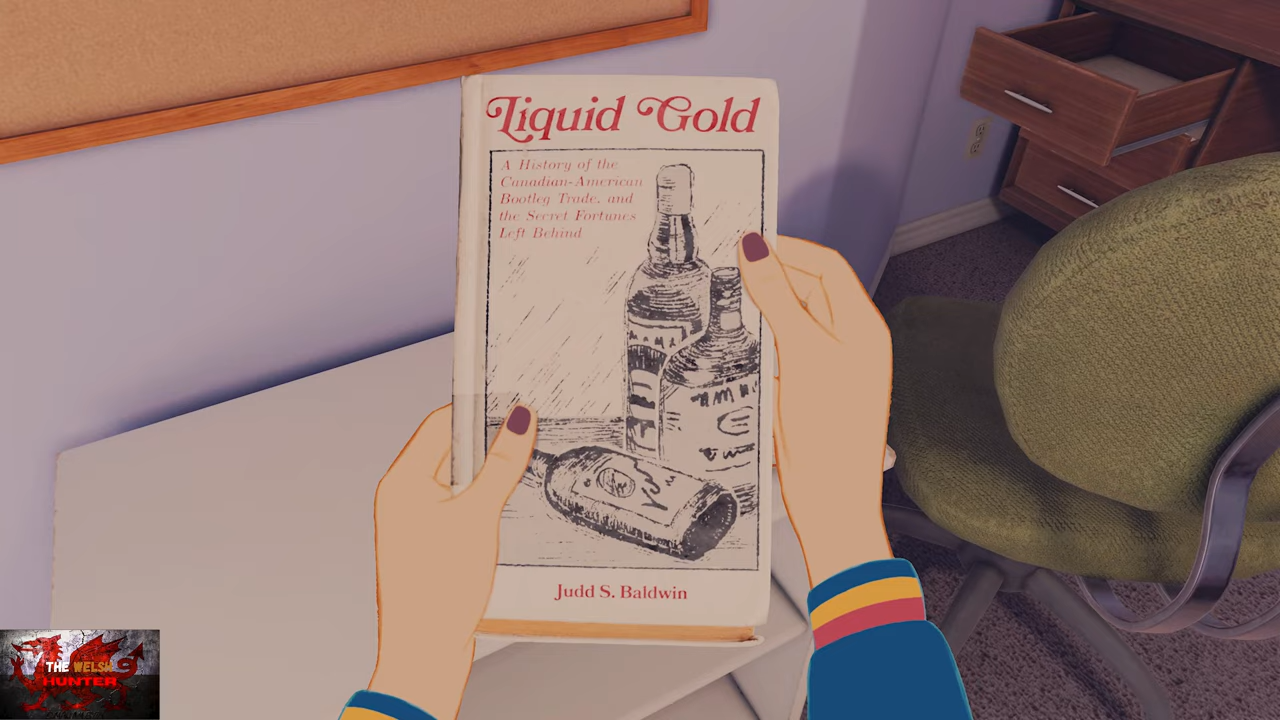 Liquid Gold
A History of the
Canadian-American
Bootleg Trade, and
the Secret Fortunes
Left Behind
Judd S. Baldwin
THE WELSH
HUNTER